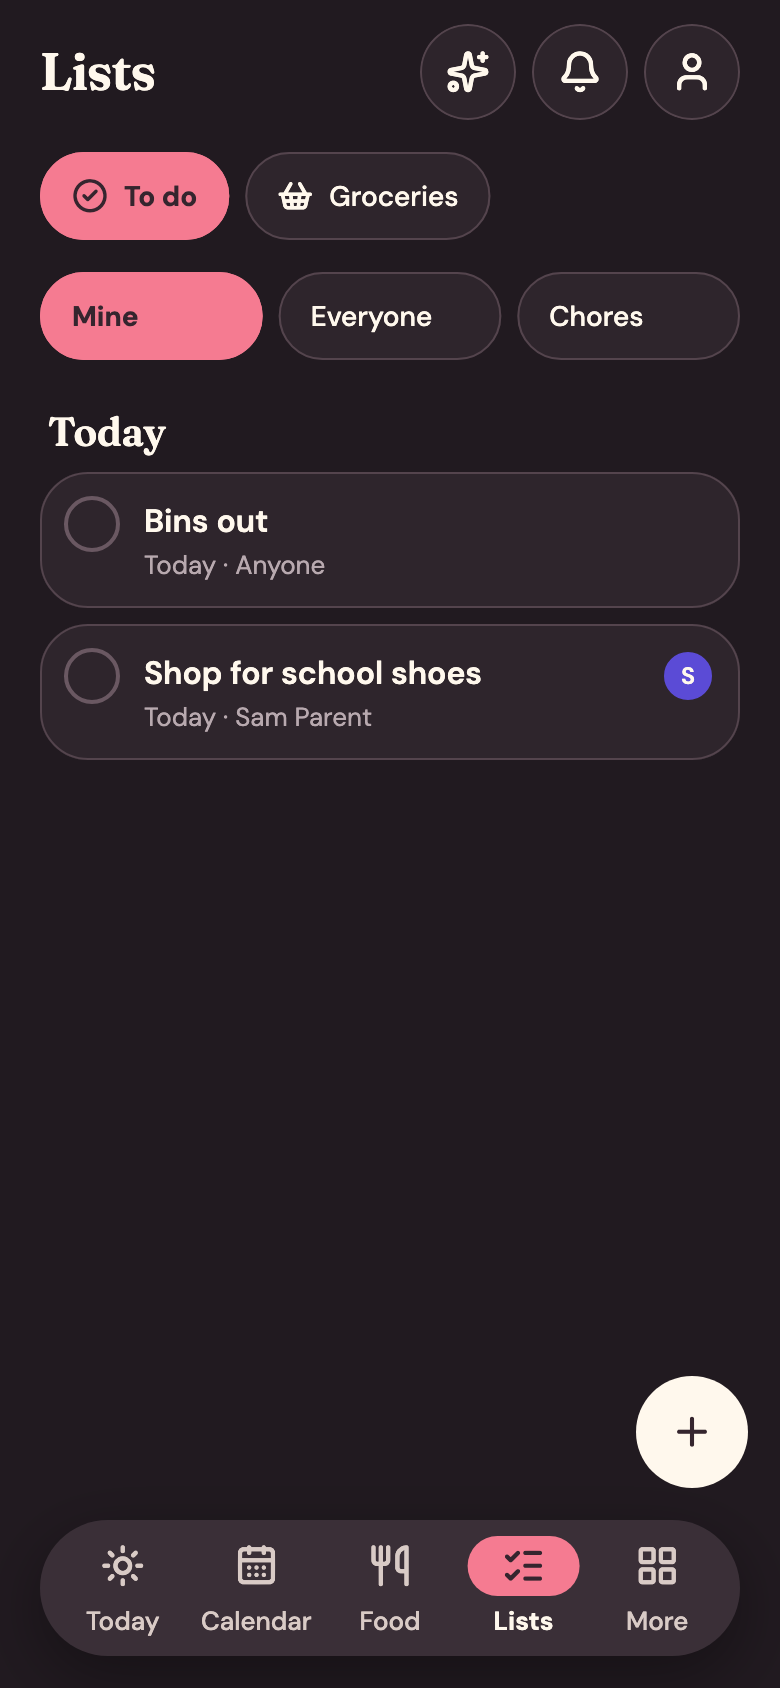 Lists
To do
Groceries
Mine
Everyone
Chores
Today
Bins out
Today · Anyone
Shop for school shoes
S
Today · Sam Parent
Today
Calendar
Food
Lists
More